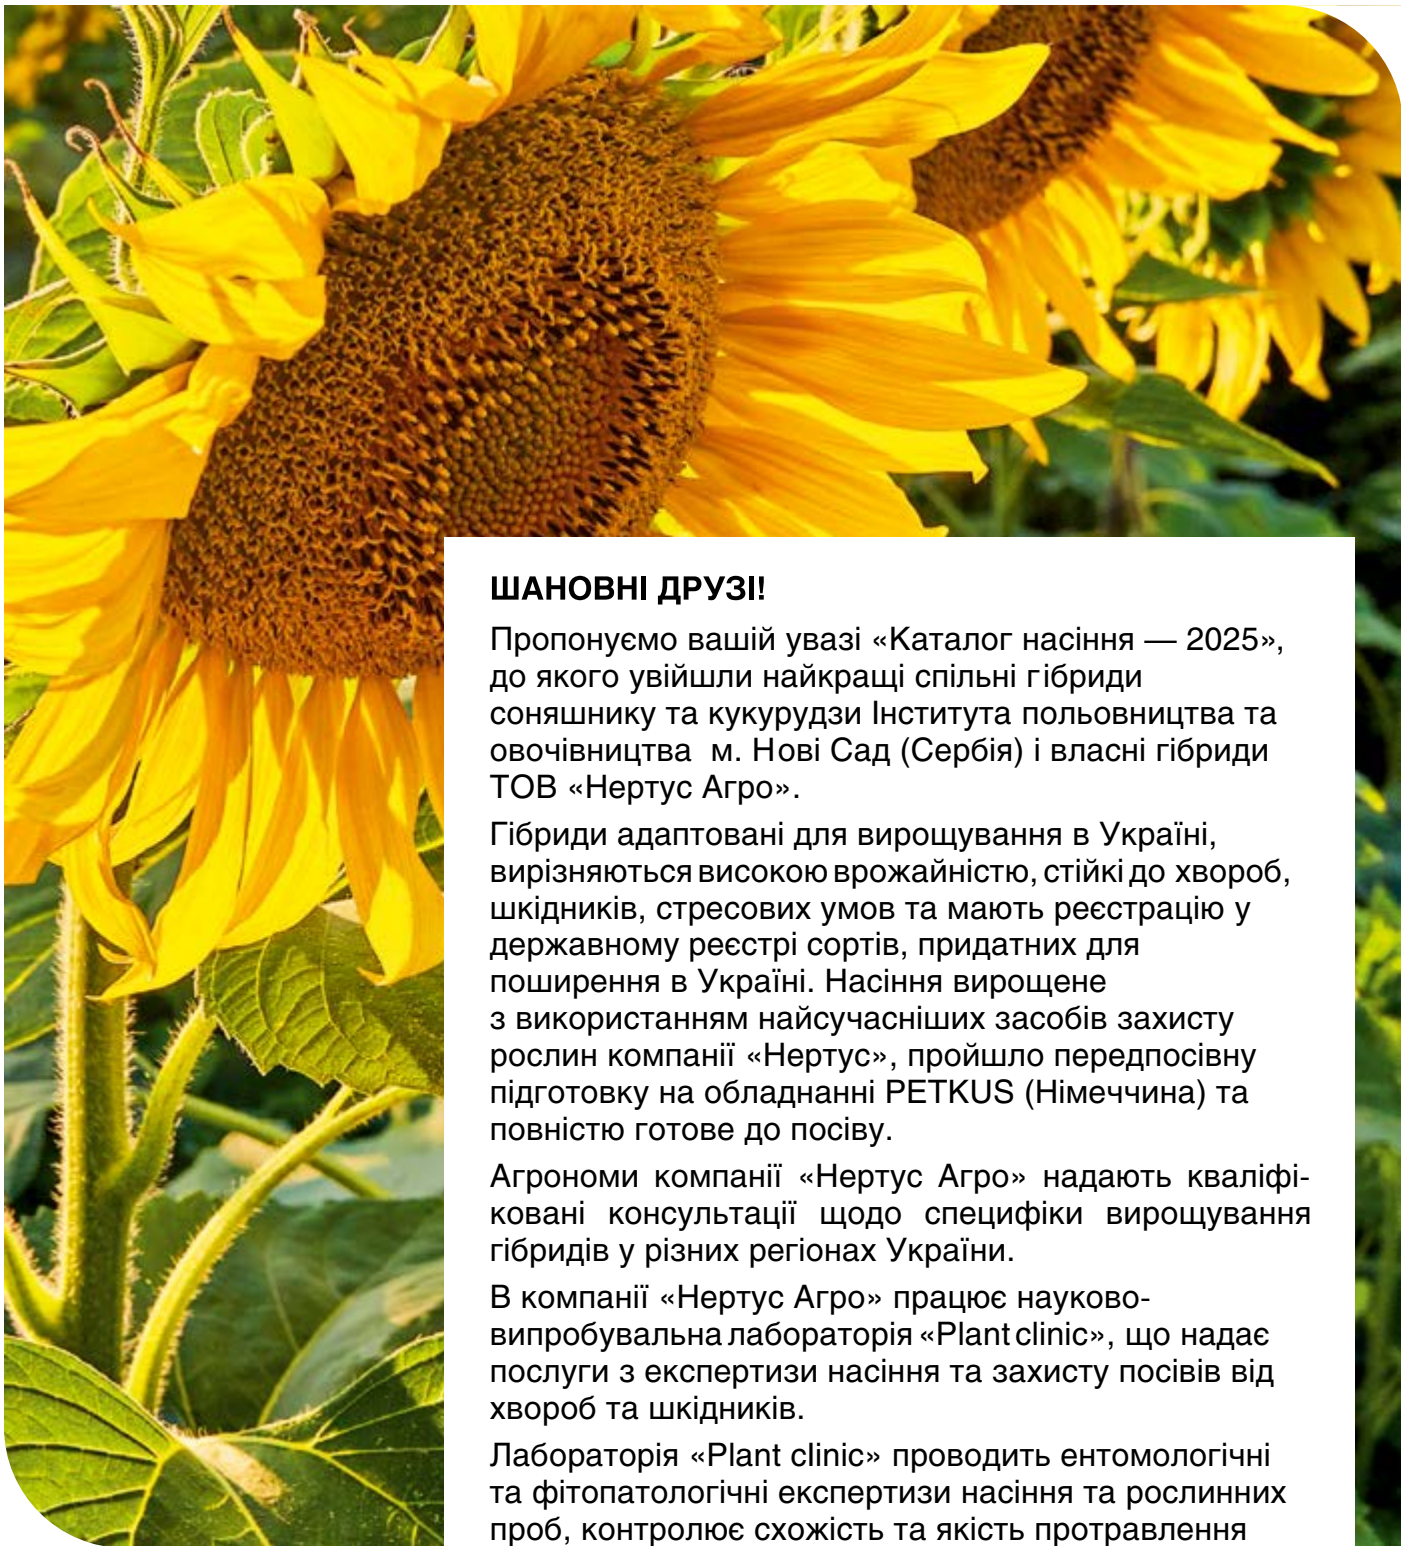 ШАНОВНІ ДРУЗІ!
Пропонуємо вашій увазі «Каталог насіння — 2025»,
до якого увійшли найкращі спільні гібриди
соняшнику та кукурудзи Інститута польовництва та
овочівництва м. Нові Сад (Сербія) і власні гібриди
ТОВ «Нертус Агро».
Гібриди адаптовані для вирощування в Україні,
вирізняються високою врожайністю, стійкі до хвороб,
шкідників, стресових умов та мають реєстрацію у
державному реєстрі сортів, придатних для
поширення в Україні. Насіння вирощене
з використанням найсучасніших засобів захисту
рослин компанії «Нертус», пройшло передпосівну
підготовку на обладнанні PETKUS (Німеччина) та
повністю готове до посіву.
Агрономи компанії «Нертус Агро» надають кваліфі-
ковані консультації щодо специфіки вирощування
гібридів у різних регіонах України.
В компанії «Нертус Агро» працює науково-
випробувальна лабораторія «Plant clinic», що надає
послуги з експертизи насіння та захисту посівів від
хвороб та шкідників.
Лабораторія «Plant clinic» проводить ентомологічні
та фітопатологічні експертизи насіння та рослинних
проб, контролює схожість та якість протравлення